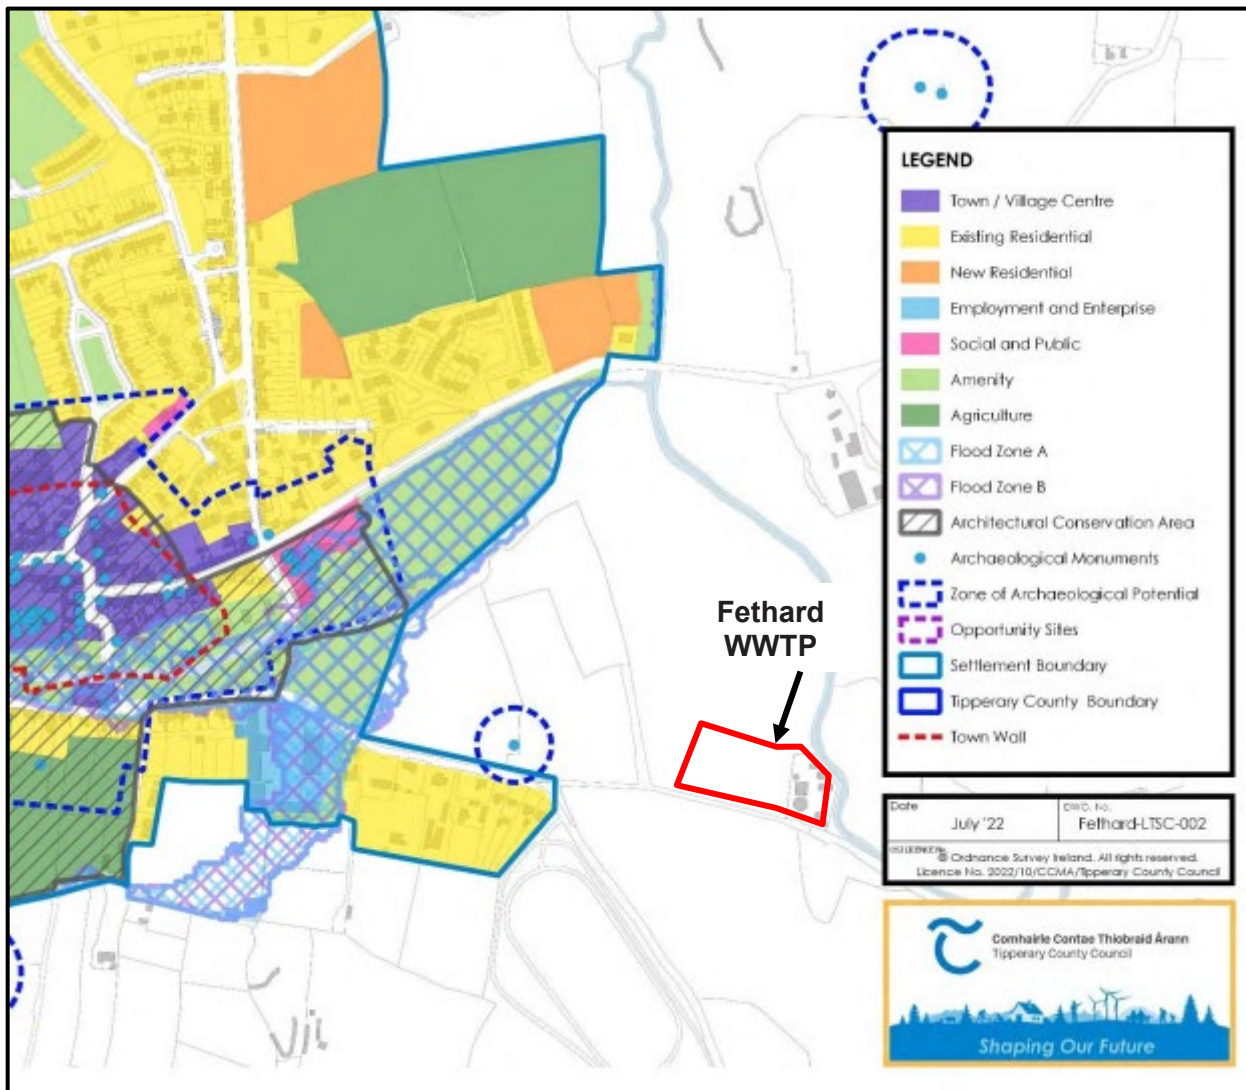 LEGEND
Town / Village Centre
Existing Residential
New Residential
Employment and Enterprise
Social and Public
Amenity
Agriculture
Flood Zone A
Flood Zone B
Architectural Conservation Area
Archaeological Monuments
Zone of Archaeological Potential
Opportunity Sites
Settlement Boundary
Tipperary County Boundary
Town Wall
Fethard
WWTP
Date
July '22
DWG. No.
Fethard-LTSC-002
© Ordnance Survey Ireland. All rights reserved.
Licence No. 2022/10/CCMA/Tipperary County Council
Comhairle Contae Thiobraid Árann
Tipperary County Council
Shaping Our Future